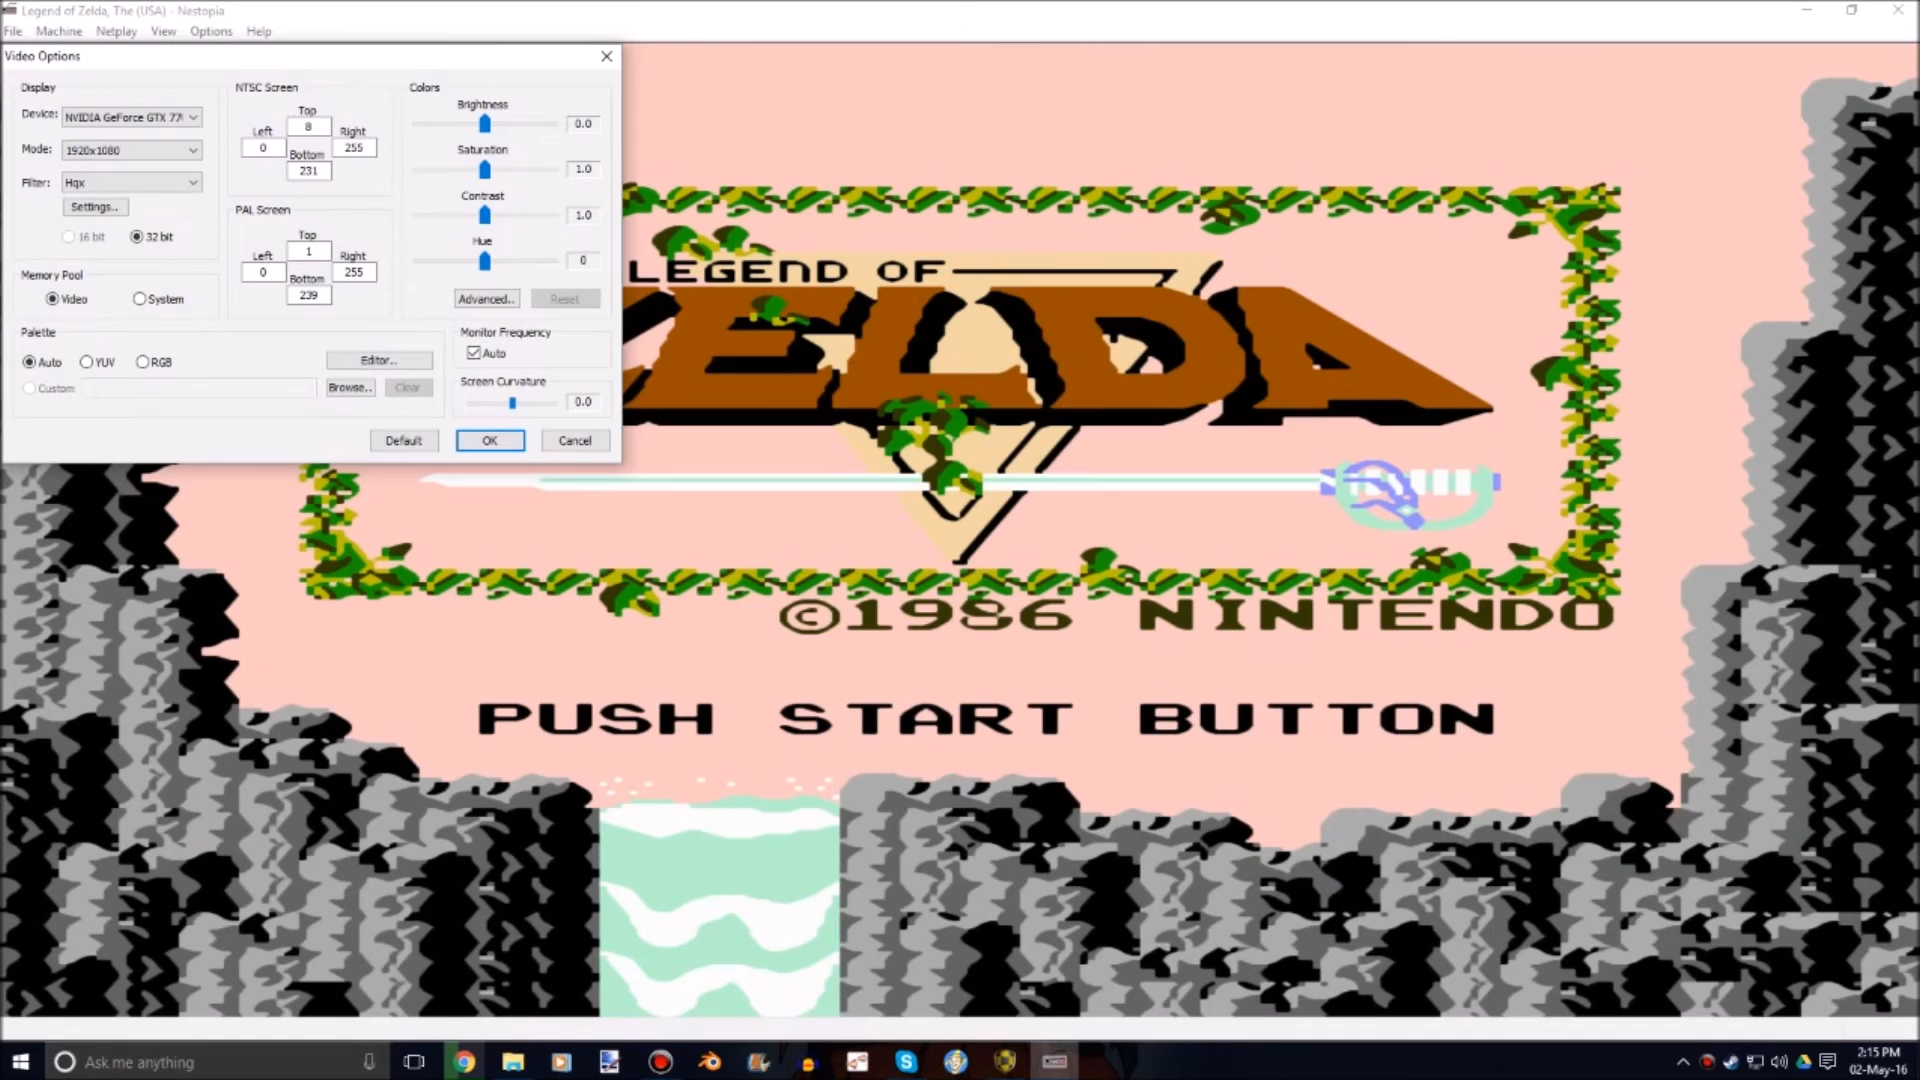 Legend of Zelda, The (USA) - Nestopia
File Machine Netplay View Options Help
Video Options
Display
Device: NVIDIA GeForce GTX 77
Mode: 1920x1080
Filter: Hqx
Settings..
16 bit 32 bit
Memory Pool
Video System
NTSC Screen
Top
8
Left Right
0 255
Bottom
231
PAL Screen
Top
1
Left Right
0 255
Bottom
239
Colors
Brightness
0.0
Saturation
1.0
Contrast
1.0
Hue
0
Advanced.. Reset
Palette
Auto YUV RGB Editor..
Custom Browse.. Clear
Monitor Frequency
Auto
Screen Curvature
0.0
Default OK Cancel
LEGEND OF
ELDA
©1986 NINTENDO
PUSH START BUTTON
Ask me anything
2:15 PM
02-May-16